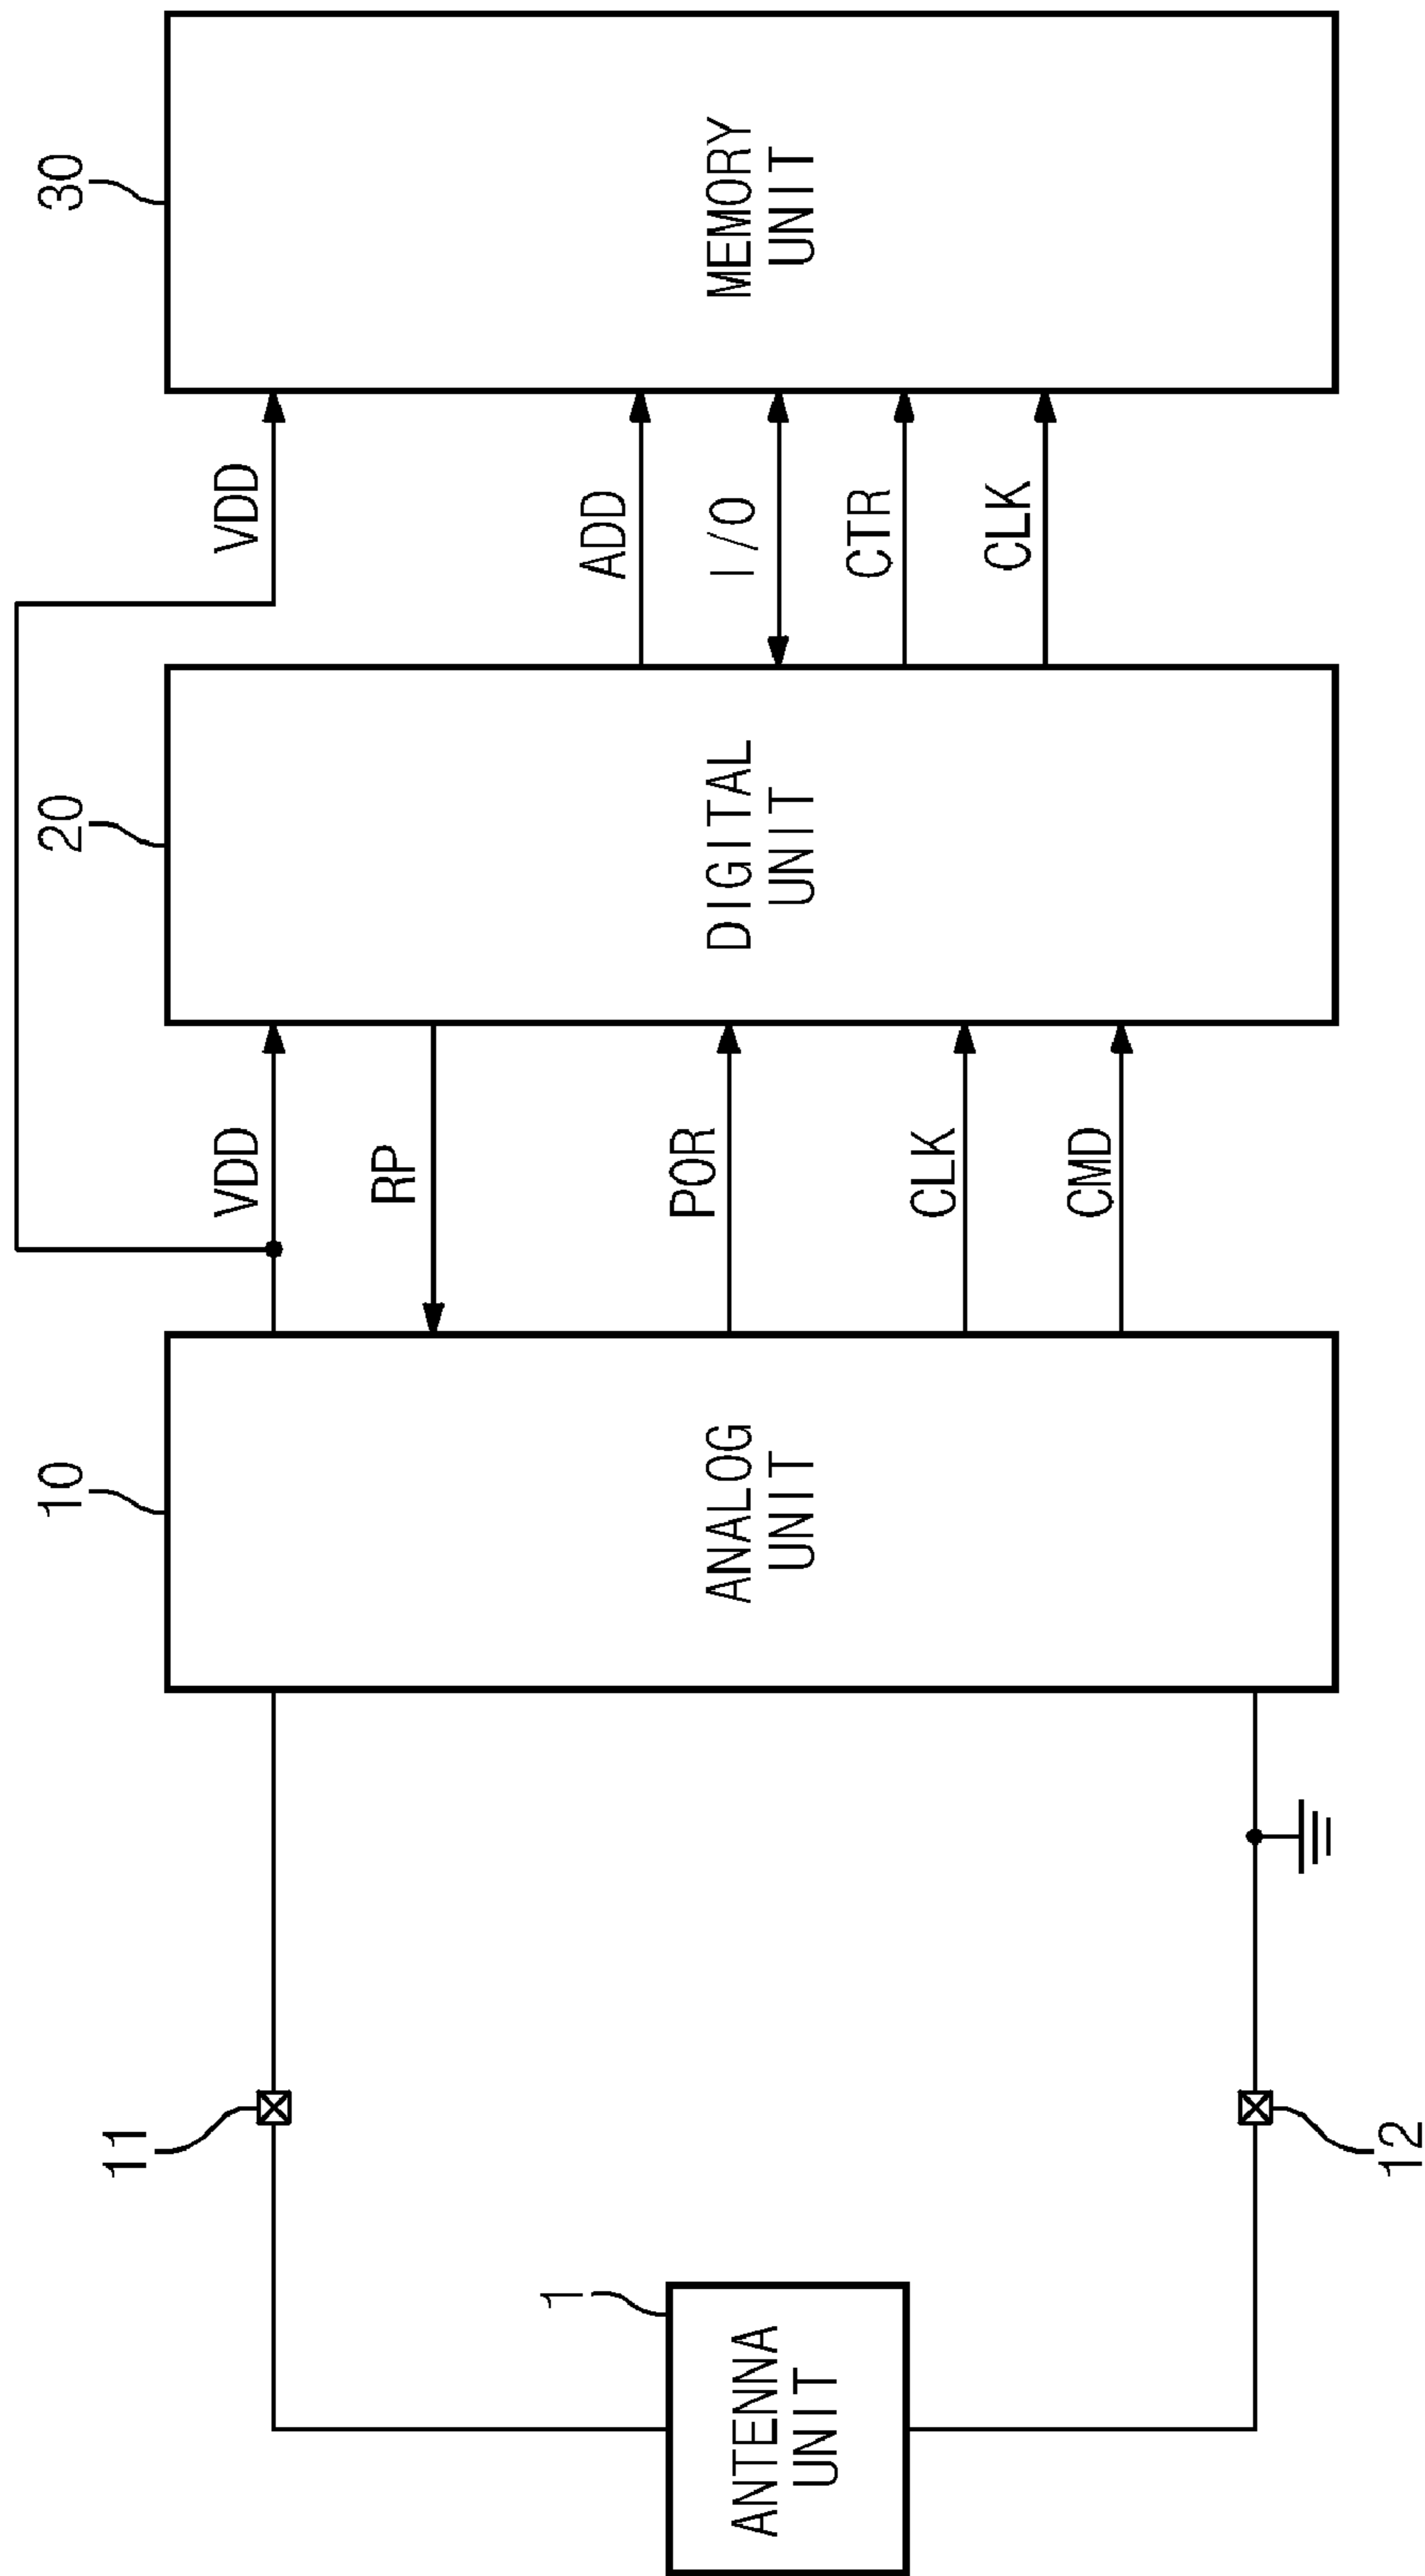 30
20
10
VDD
VDD
11
RP
ADD
1
ANTENNA
UNIT
ANALOG
UNIT
POR
DIGITAL
UNIT
I/O
MEMORY
UNIT
CTR
CLK
CLK
CMD
12